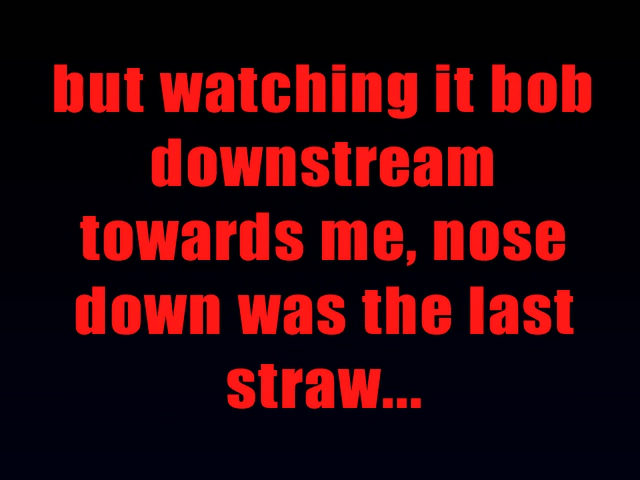 but watching it bob
downstream
towards me, nose
down was the last
straw...